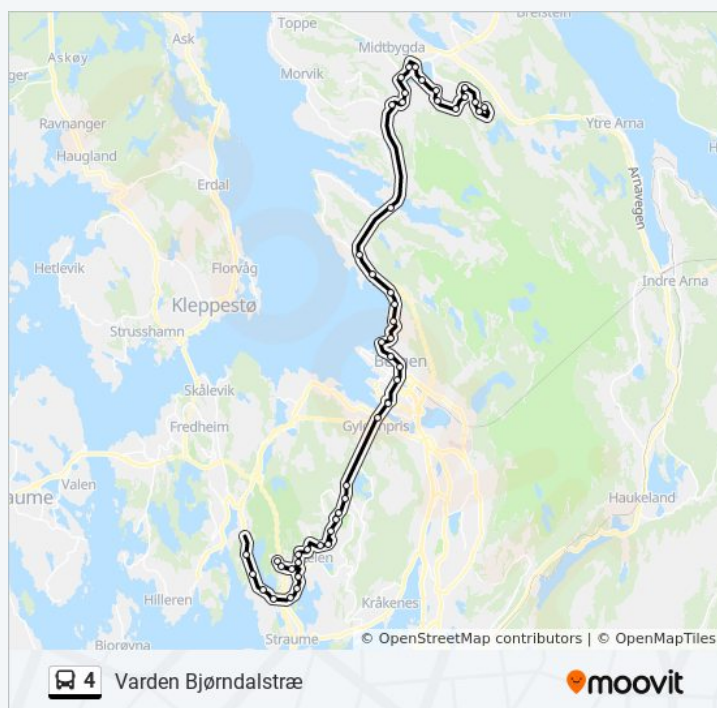 Toppe
Breistein
Midtbygda
Ask
Askøy
Morvik
Ravnanger
Ytre Arna
Haugland
Erdal
Arnavegen
Hetlevik
Florvåg
Indre Arna
Kleppestø
Strusshamn
Bergen
Skålevik
Fredheim
Gyldenpris
Valen
Haukeland
Hilleren
Kråkenes
Bjorøyna
Straume
© OpenStreetMap contributors | © OpenMapTiles
4 Varden Bjørndalstræ
moovit